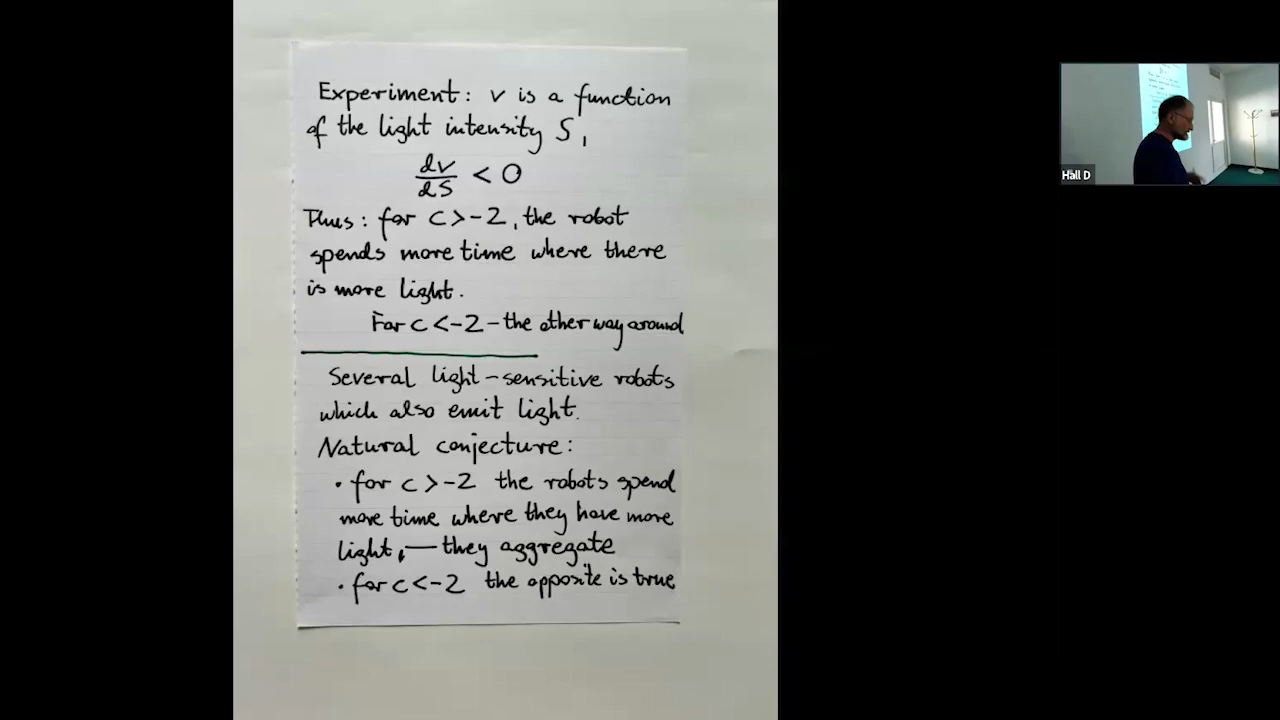 Experiment: v is a function
of the light intensity S,
dv/dS < 0
Thus: for c > -2, the robot
spends more time where there
is more light.
For c < -2 - the other way around
Several light-sensitive robots
which also emit light.
Natural conjecture:
• for c > -2 the robots spend
more time where they have more
light, — they aggregate
• for c < -2 the opposite is true
Hall D